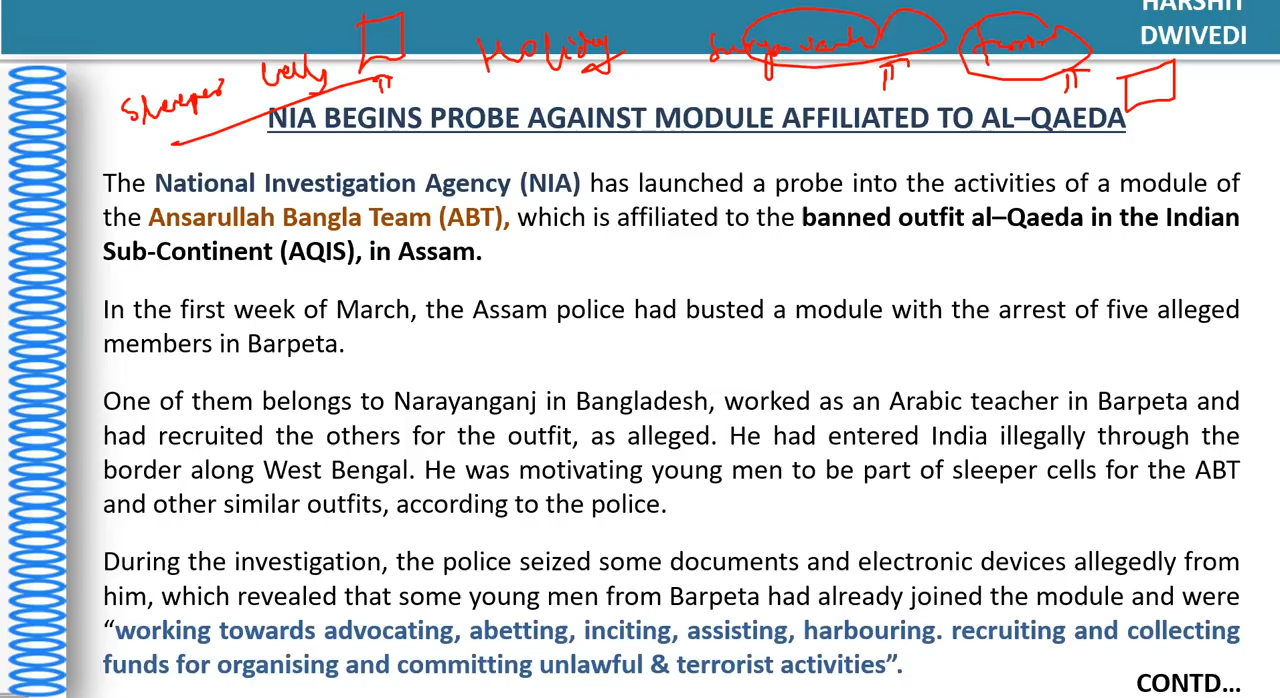 HARSHIT
DWIVEDI
Sleeper cells Holiday
NIA BEGINS PROBE AGAINST MODULE AFFILIATED TO AL–QAEDA
The National Investigation Agency (NIA) has launched a probe into the activities of a module of
the Ansarullah Bangla Team (ABT), which is affiliated to the banned outfit al–Qaeda in the Indian
Sub-Continent (AQIS), in Assam.
In the first week of March, the Assam police had busted a module with the arrest of five alleged
members in Barpeta.
One of them belongs to Narayanganj in Bangladesh, worked as an Arabic teacher in Barpeta and
had recruited the others for the outfit, as alleged. He had entered India illegally through the
border along West Bengal. He was motivating young men to be part of sleeper cells for the ABT
and other similar outfits, according to the police.
During the investigation, the police seized some documents and electronic devices allegedly from
him, which revealed that some young men from Barpeta had already joined the module and were
“working towards advocating, abetting, inciting, assisting, harbouring. recruiting and collecting
funds for organising and committing unlawful & terrorist activities”.
CONTD...